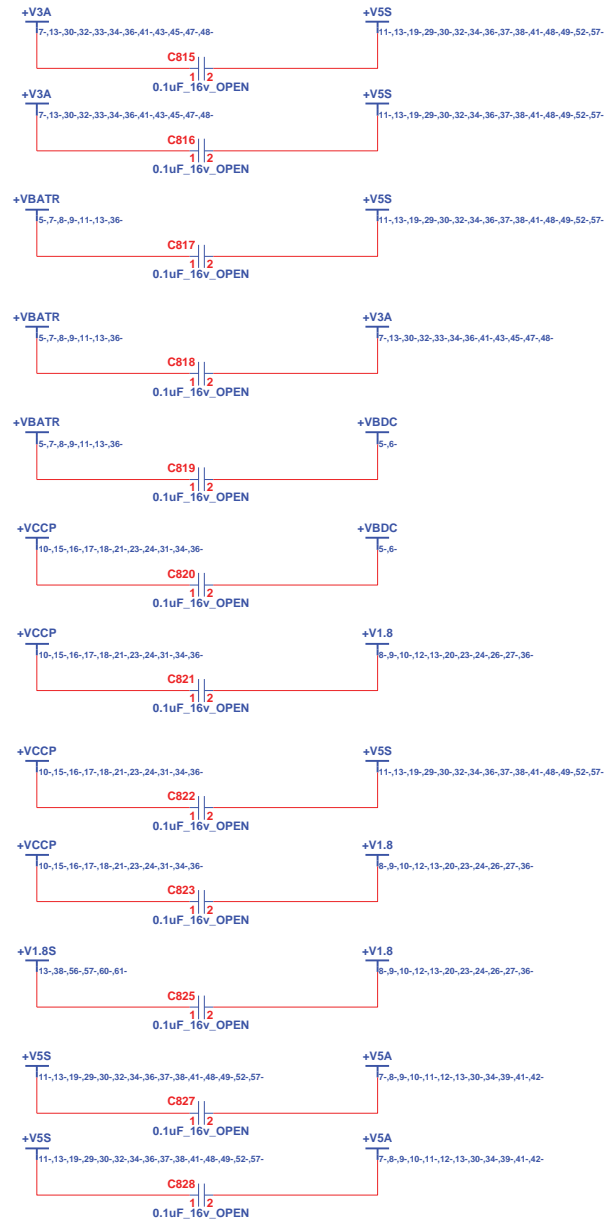 +V3A +V5S
7-,13-,30-,32-,33-,34-,36-,41-,43-,45-,47-,48- 11-,13-,19-,29-,30-,32-,34-,36-,37-,38-,41-,48-,49-,52-,57-
C815
1 2
0.1uF_16v_OPEN
+V3A +V5S
7-,13-,30-,32-,33-,34-,36-,41-,43-,45-,47-,48- 11-,13-,19-,29-,30-,32-,34-,36-,37-,38-,41-,48-,49-,52-,57-
C816
1 2
0.1uF_16v_OPEN
+VBATR +V5S
5-,7-,8-,9-,11-,13-,36- 11-,13-,19-,29-,30-,32-,34-,36-,37-,38-,41-,48-,49-,52-,57-
C817
1 2
0.1uF_16v_OPEN
+VBATR +V3A
5-,7-,8-,9-,11-,13-,36- 7-,13-,30-,32-,33-,34-,36-,41-,43-,45-,47-,48-
C818
1 2
0.1uF_16v_OPEN
+VBATR +VBDC
5-,7-,8-,9-,11-,13-,36- 5-,6-
C819
1 2
0.1uF_16v_OPEN
+VCCP +VBDC
10-,15-,16-,17-,18-,21-,23-,24-,31-,34-,36- 5-,6-
C820
1 2
0.1uF_16v_OPEN
+VCCP +V1.8
10-,15-,16-,17-,18-,21-,23-,24-,31-,34-,36- 8-,9-,10-,12-,13-,20-,23-,24-,26-,27-,36-
C821
1 2
0.1uF_16v_OPEN
+VCCP +V5S
10-,15-,16-,17-,18-,21-,23-,24-,31-,34-,36- 11-,13-,19-,29-,30-,32-,34-,36-,37-,38-,41-,48-,49-,52-,57-
C822
1 2
0.1uF_16v_OPEN
+VCCP +V1.8
10-,15-,16-,17-,18-,21-,23-,24-,31-,34-,36- 8-,9-,10-,12-,13-,20-,23-,24-,26-,27-,36-
C823
1 2
0.1uF_16v_OPEN
+V1.8S +V1.8
13-,38-,56-,57-,60-,61- 8-,9-,10-,12-,13-,20-,23-,24-,26-,27-,36-
C825
1 2
0.1uF_16v_OPEN
+V5S +V5A
11-,13-,19-,29-,30-,32-,34-,36-,37-,38-,41-,48-,49-,52-,57- 7-,8-,9-,10-,11-,12-,13-,30-,34-,39-,41-,42-
C827
1 2
0.1uF_16v_OPEN
+V5S +V5A
11-,13-,19-,29-,30-,32-,34-,36-,37-,38-,41-,48-,49-,52-,57- 7-,8-,9-,10-,11-,12-,13-,30-,34-,39-,41-,42-
C828
1 2
0.1uF_16v_OPEN